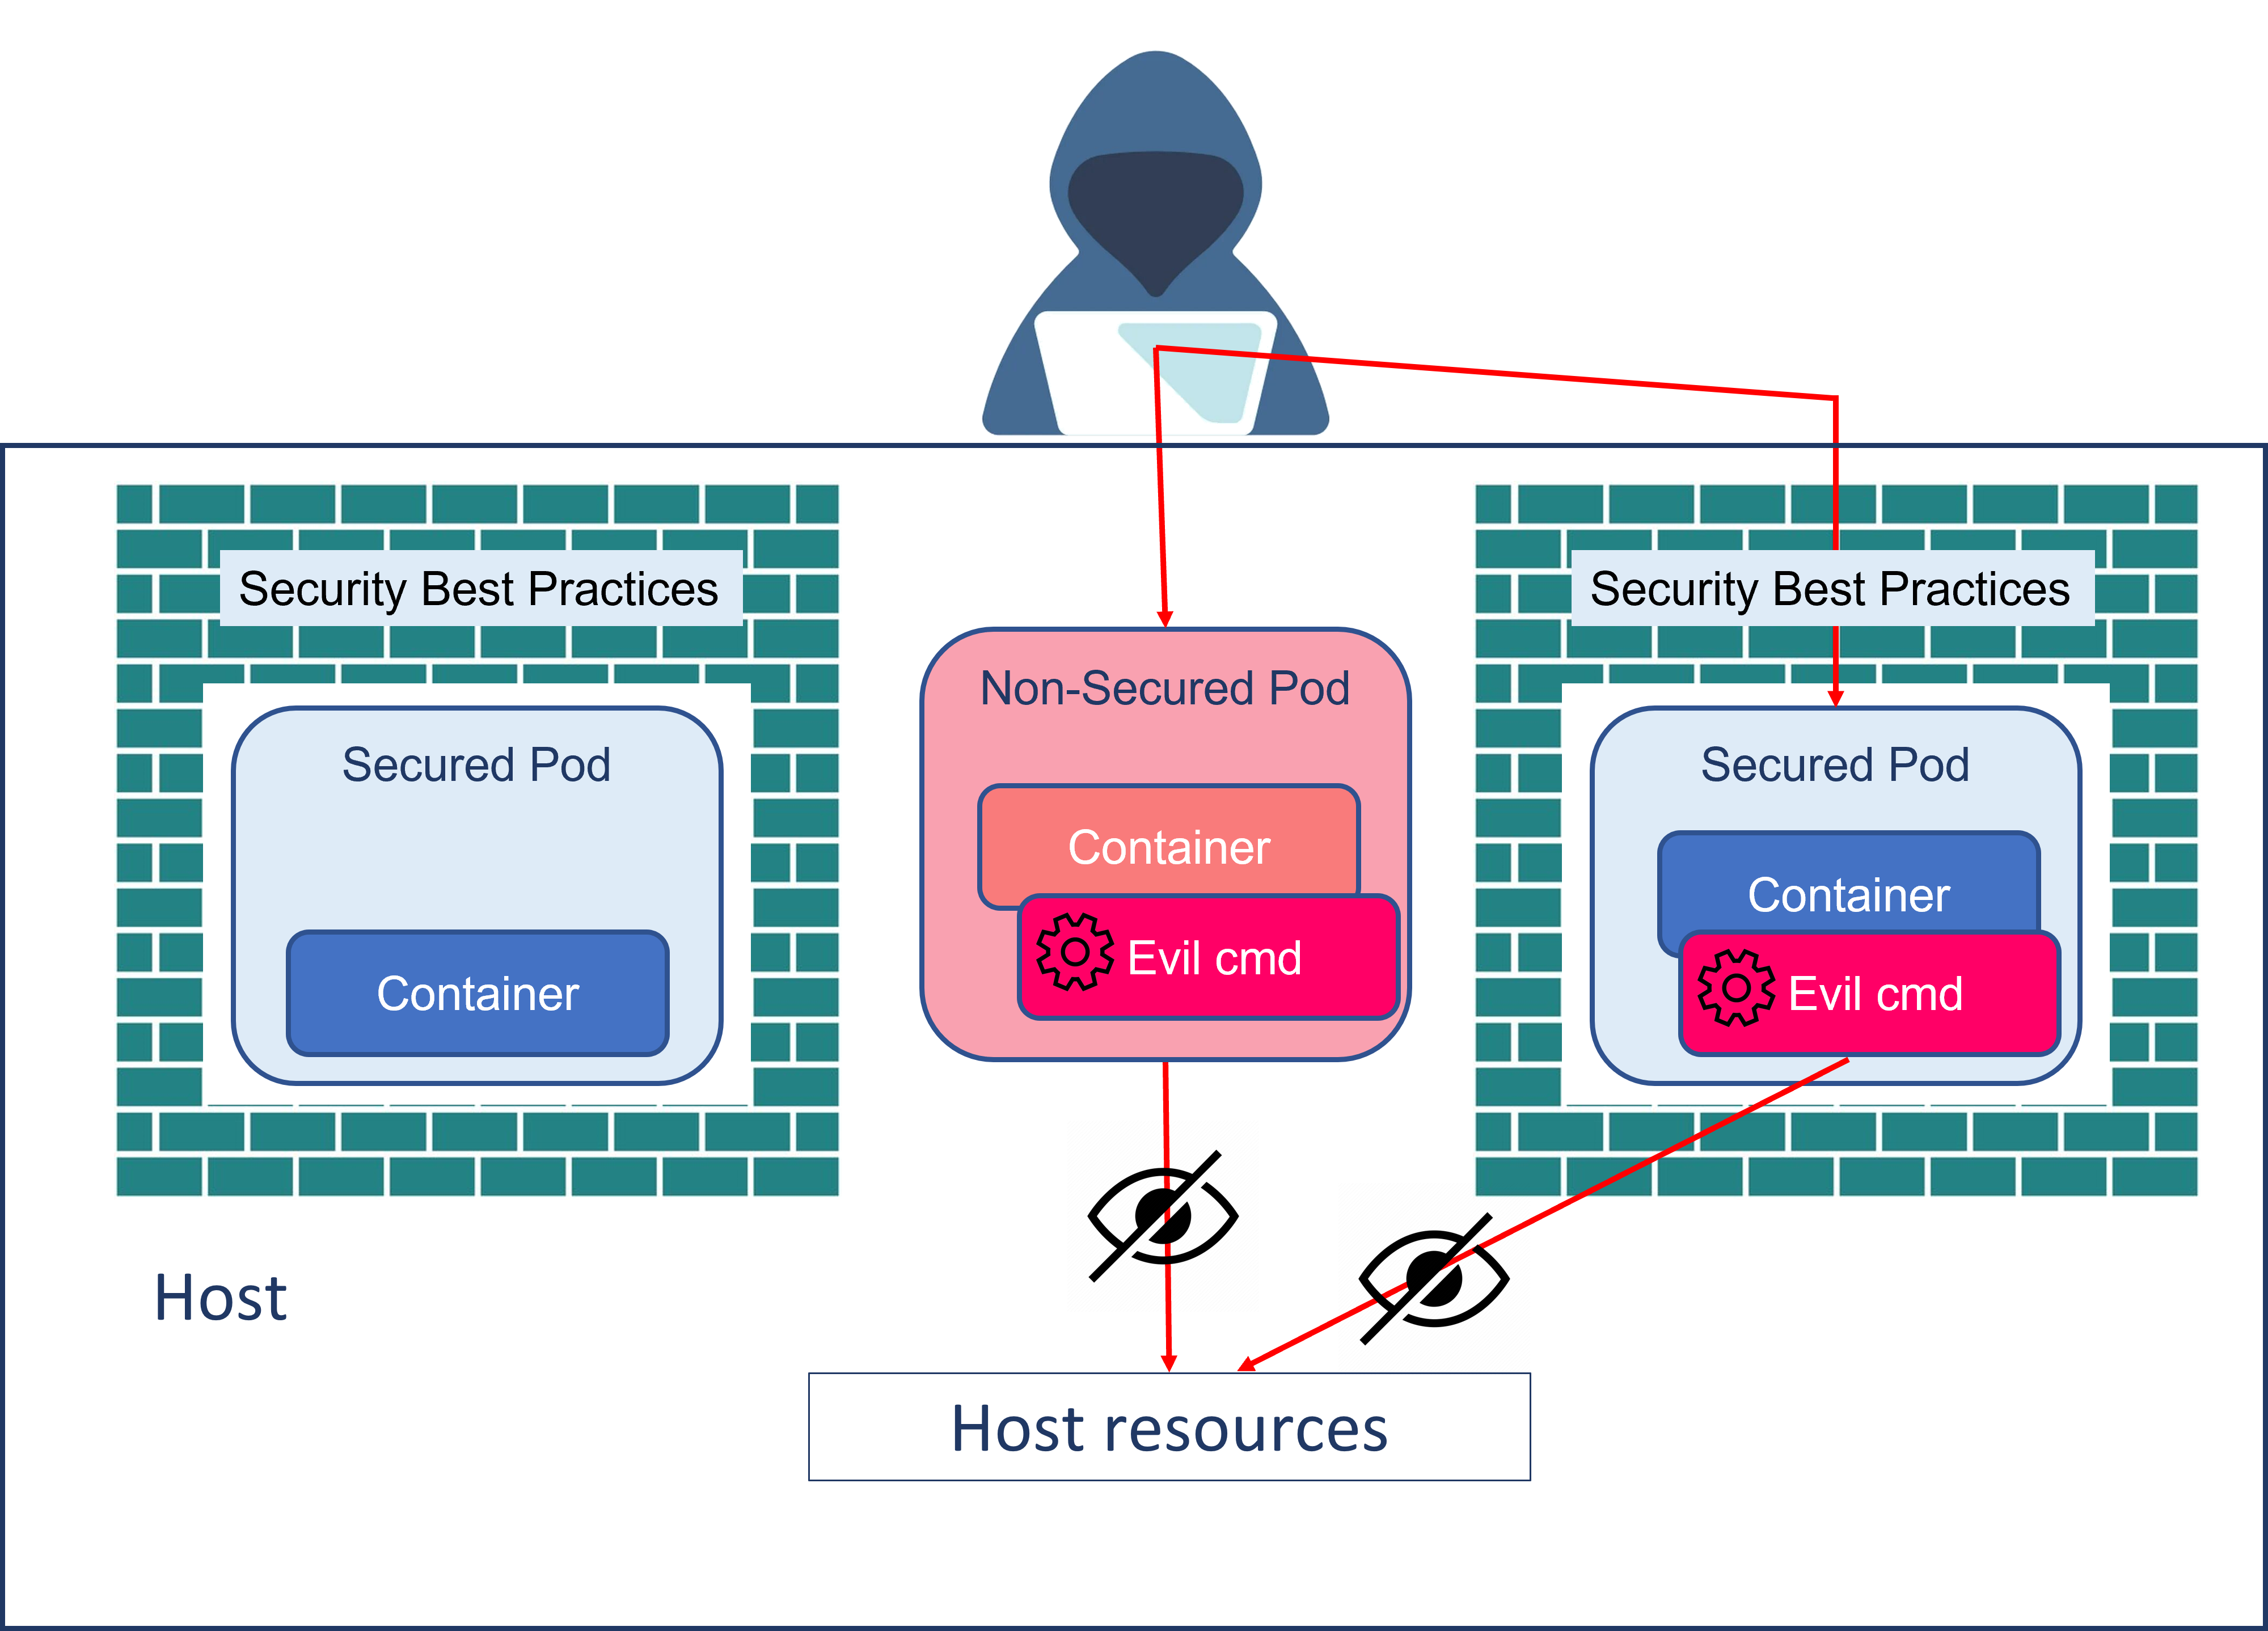 Security Best Practices
Secured Pod
Container
Non-Secured Pod
Container
Evil cmd
Security Best Practices
Secured Pod
Container
Evil cmd
Host
Host resources